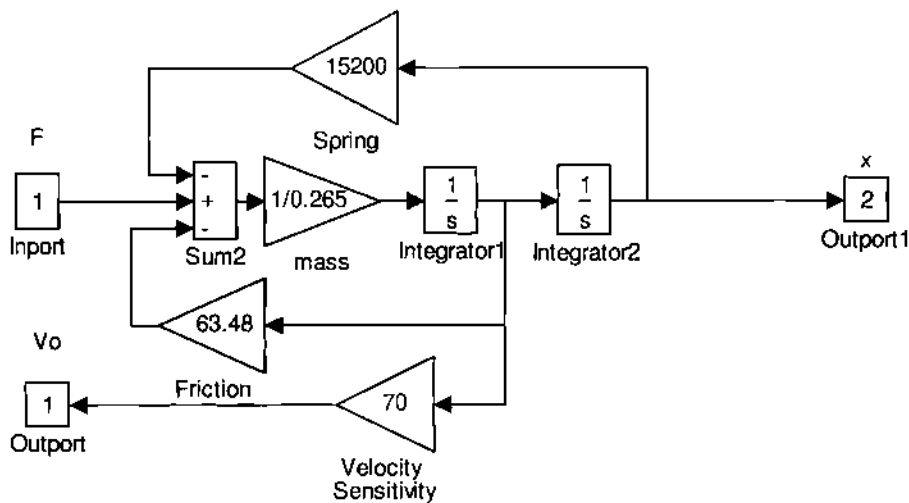 15200
Spring
F
1
Inport
-
+
-
Sum2
1/0.265
mass
1
s
Integrator1
1
s
Integrator2
x
2
Outport1
63.48
Friction
Vo
1
Outport
70
Velocity
Sensitivity